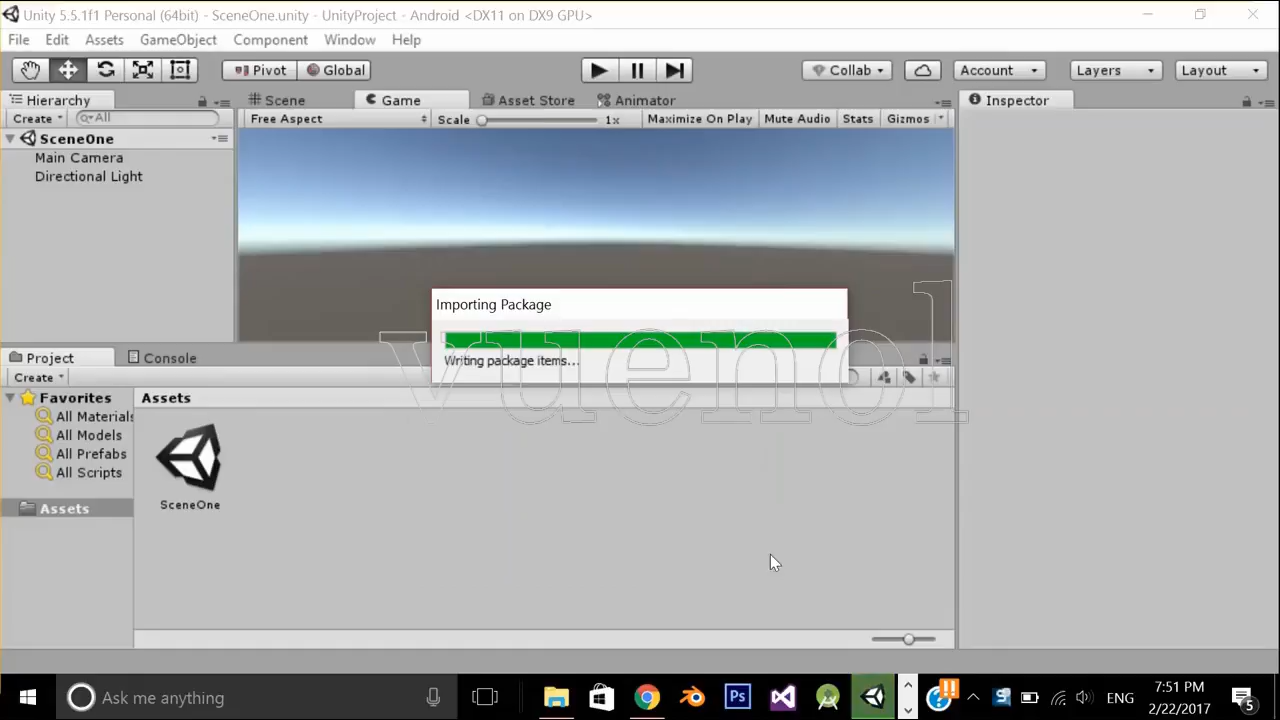 Unity 5.5.1f1 Personal (64bit) - SceneOne.unity - UnityProject - Android <DX11 on DX9 GPU>
File Edit Assets GameObject Component Window Help
Pivot Global Collab Account Layers Layout
Hierarchy Scene Game Asset Store Animator Inspector
Create All Free Aspect Scale 1x Maximize On Play Mute Audio Stats Gizmos
SceneOne
Main Camera
Directional Light
Importing Package
Writing package items...
vuenol
Project Console
Create
Favorites Assets
All Materials
All Models
All Prefabs
All Scripts
Assets
SceneOne
Ask me anything
Ps
ENG
7:51 PM
2/22/2017
5